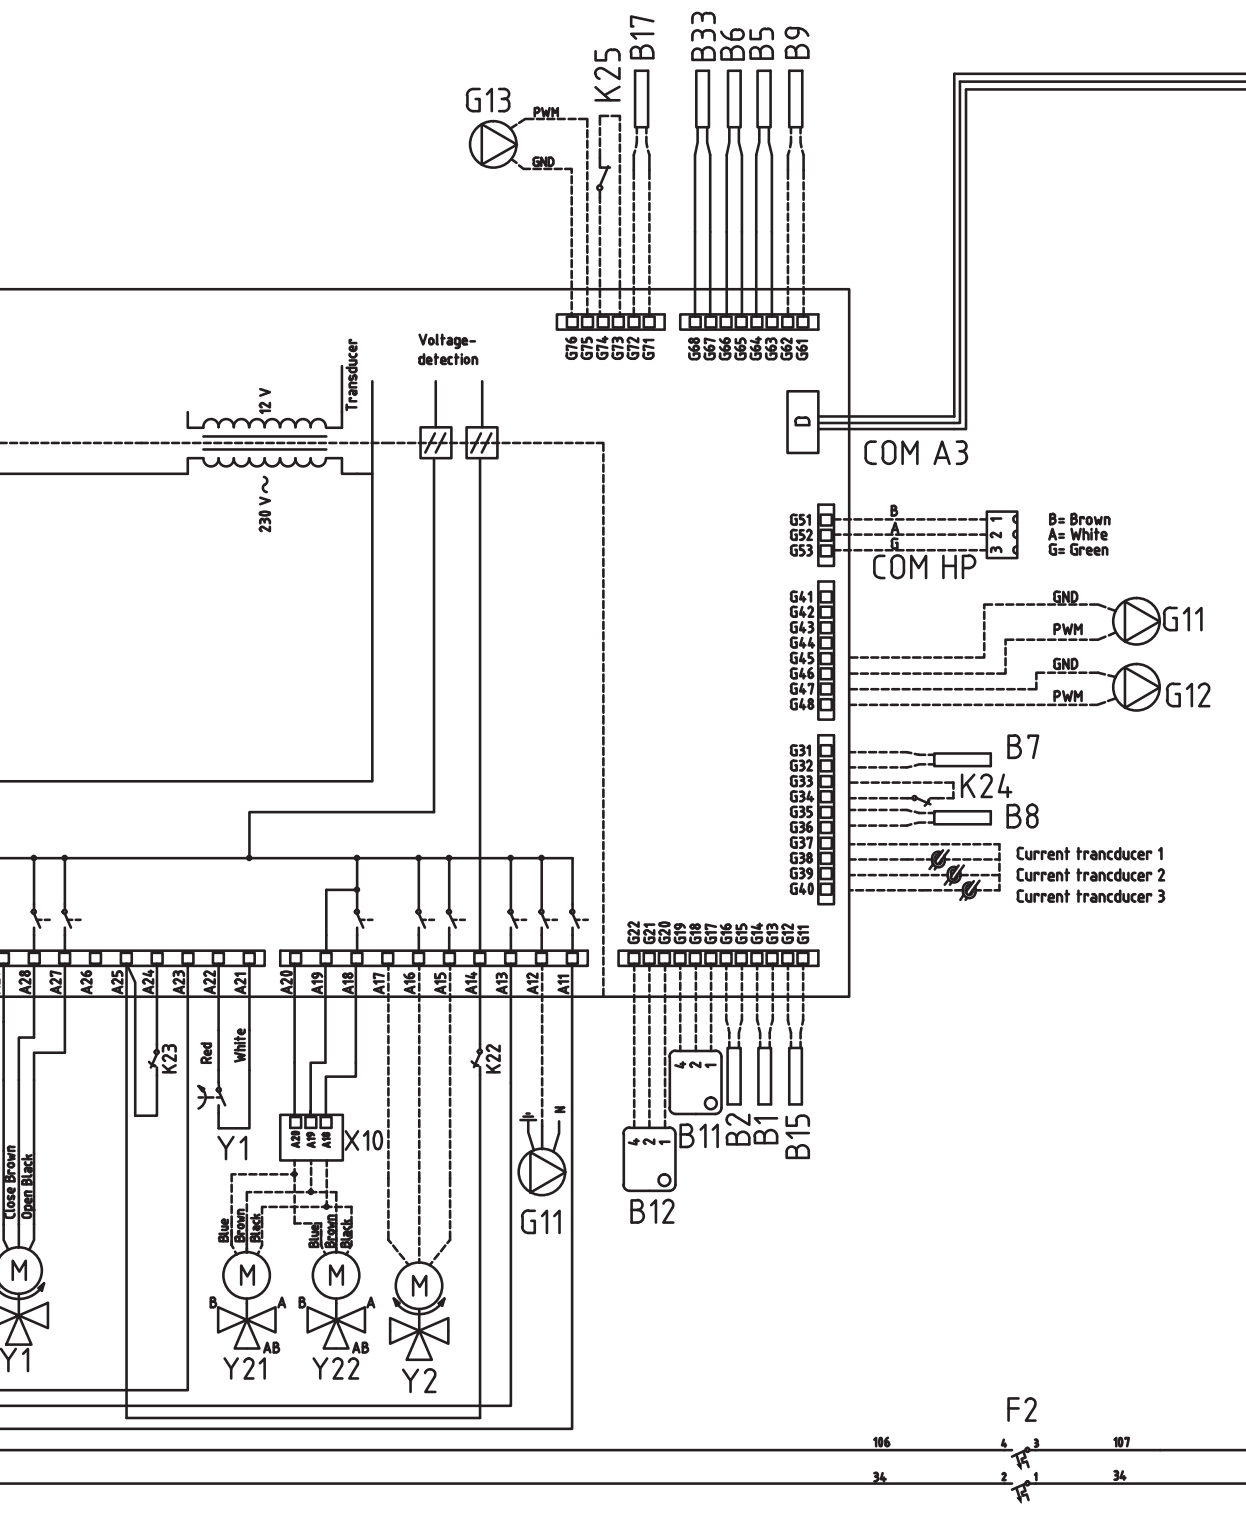 G13
K25
B17
B33
B6
B5
B9
PWM
GND
G76
G75
G74
G73
G72
G71
G68
G67
G66
G65
G64
G63
G62
G61
Voltage-
detection
Transducer
12 V
230 V ~
D
COM A3
G51
G52
G53
B
A
G
1
2
3
B= Brown
A= White
G= Green
COM HP
G41
G42
G43
G44
G45
G46
G47
G48
GND
PWM
G11
GND
PWM
G12
G31
G32
G33
G34
G35
G36
G37
G38
G39
G40
B7
K24
B8
Current trancducer 1
Current trancducer 2
Current trancducer 3
G22
G21
G20
G19
G18
G17
G16
G15
G14
G13
G12
G11
A28
A27
A26
A25
A24
A23
A22
A21
A20
A19
A18
A17
A16
A15
A14
A13
A12
A11
K23
Red
White
K22
Y1
A20
A19
A18
X10
N
G11
4
2
1
B11
4
2
1
B12
B2
B1
B15
Close Brown
Open Black
Blue
Brown
Black
Blue
Brown
Black
M
M
M
M
B
A
AB
B
A
AB
Y1
Y21
Y22
Y2
F2
106
4
3
107
34
2
1
34